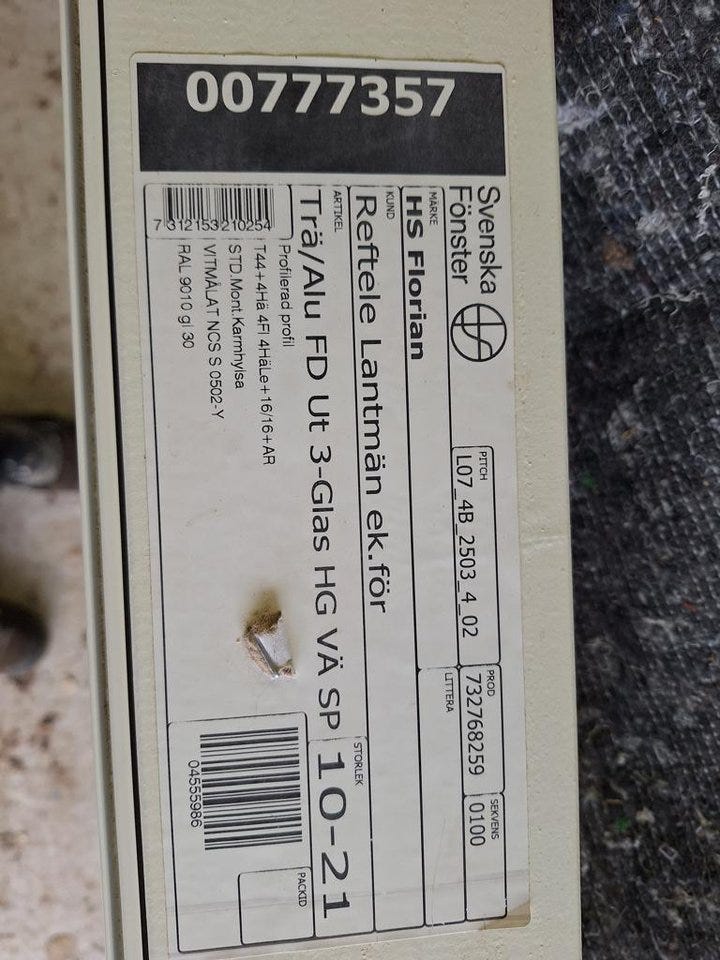 00777357
Svenska
Fönster
PITCH
L07_4B_2503_4_02
PROD
732768259
SEKVENS
0100
MÄRKE
HS Florian
LITTERA
KUND
Reftele Lantmän ek.för
ARTIKEL
Trä/Alu FD Ut 3-Glas HG VÄ SP
STORLEK
10-21
Profilerad profil
T44+4Hä 4Fl 4HäLe+16/16+AR
STD.Mont.Karmhylsa
VITMÅLAT NCS S 0502-Y
RAL 9010 gl 30
7 312153 210254
04555986
PACKID